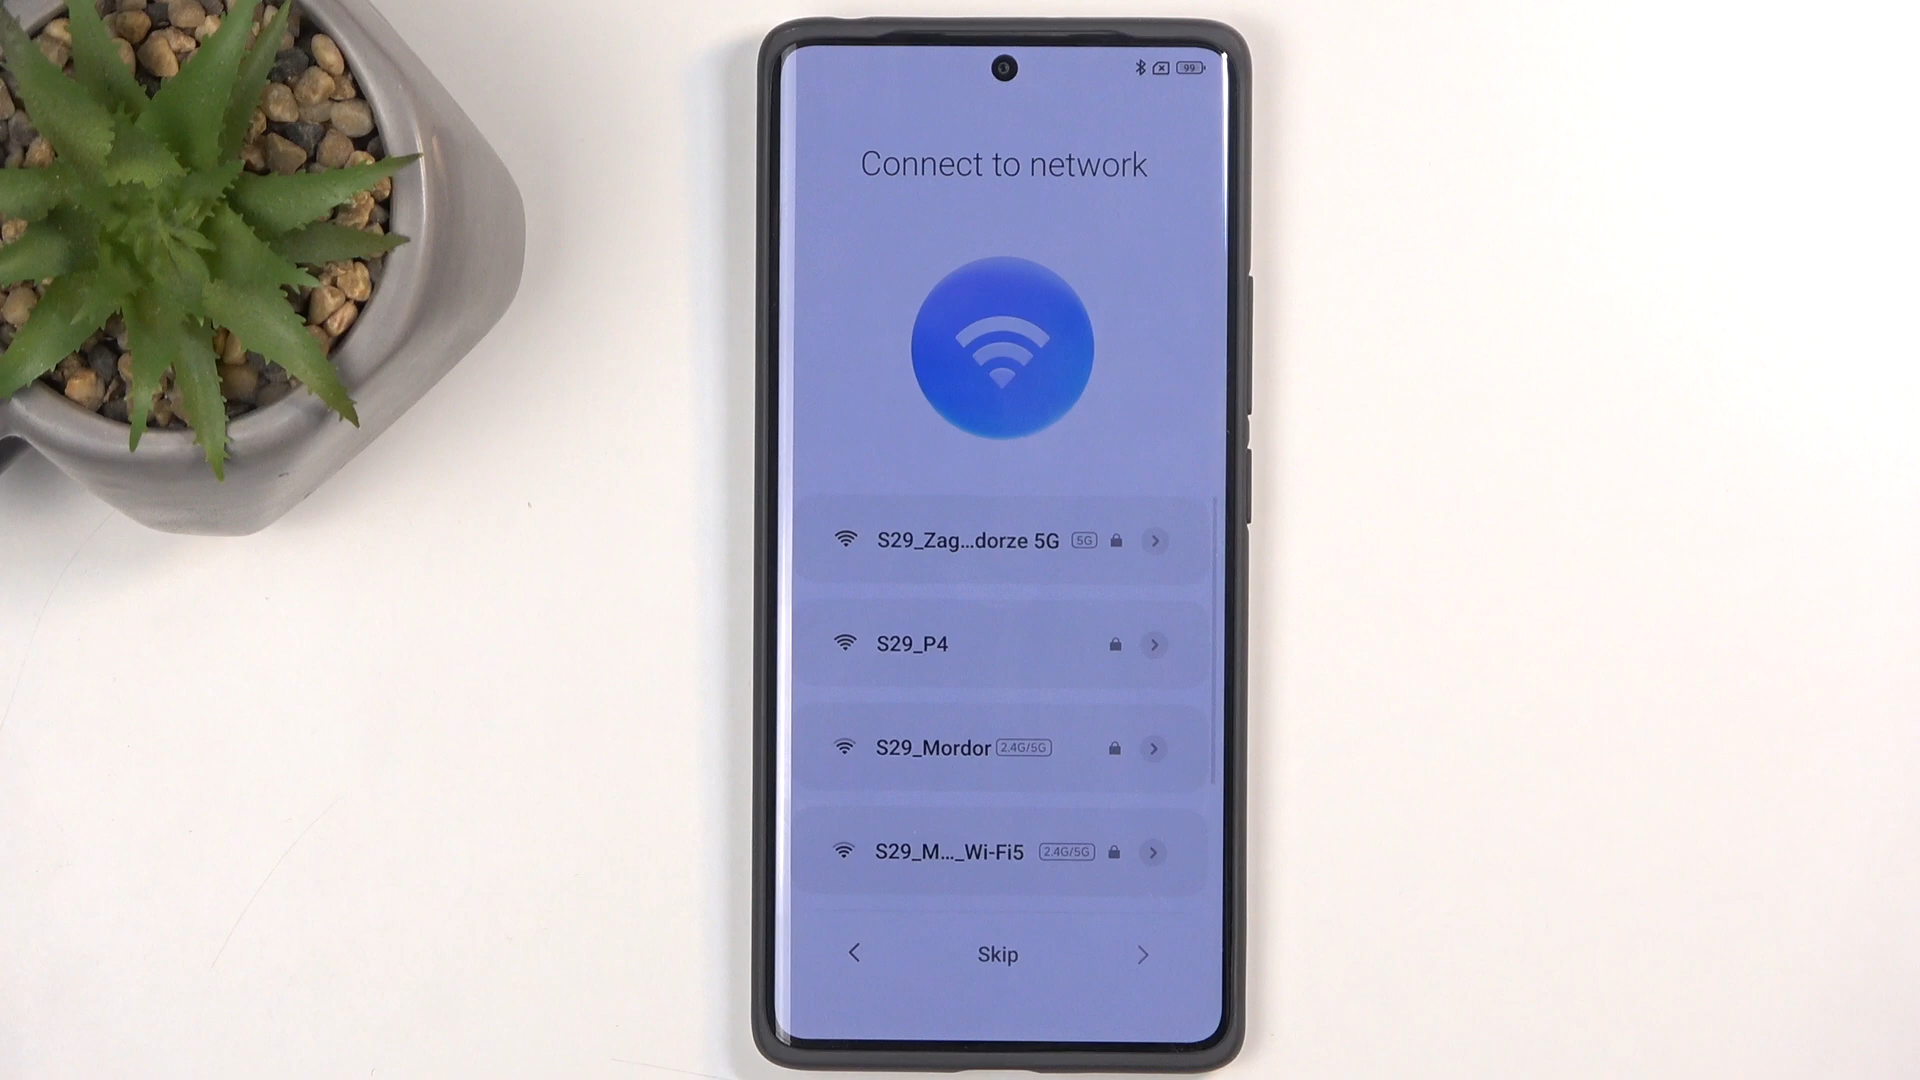 99
Connect to network
S29_Zag...dorze 5G 5G
S29_P4
S29_Mordor 2.4G/5G
S29_M..._Wi-Fi5 2.4G/5G
Skip